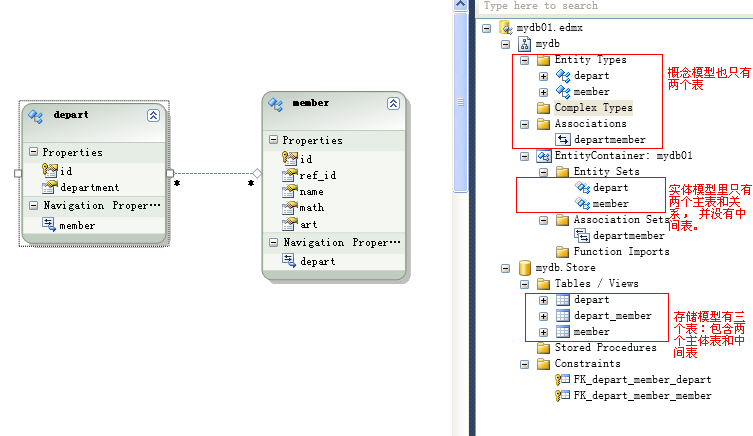 depart
Properties
id
department
Navigation Proper…
member
*
*
member
Properties
id
ref_id
name
math
art
Navigation Proper…
depart
Type here to search
mydb01.edmx
mydb
Entity Types
depart
member
Complex Types
Associations
departmember
EntityContainer: mydb01
Entity Sets
depart
member
Association Sets
departmember
Function Imports
mydb.Store
Tables / Views
depart
depart_member
member
Stored Procedures
Constraints
FK_depart_member_depart
FK_depart_member_member
概念模型也只有
两个表
实体模型里只有
两个主表和关
系，并没有中
间表。
存储模型有三
个表：包含两
个主体表和中
间表